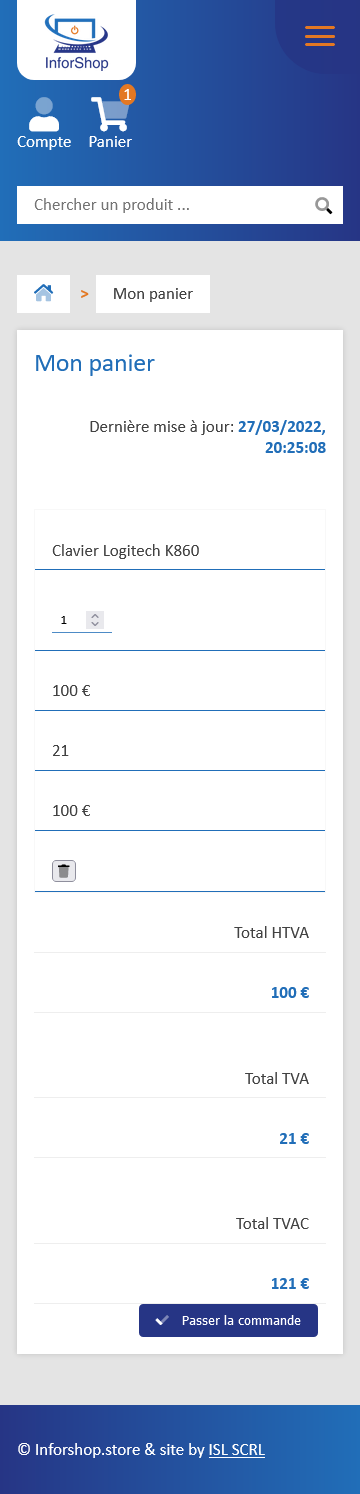 InforShop
1
Compte
Panier
Chercher un produit ...
>
Mon panier
Mon panier
Dernière mise à jour: 27/03/2022,
20:25:08
Clavier Logitech K860
1
100 €
21
100 €
Total HTVA
100 €
Total TVA
21 €
Total TVAC
121 €
Passer la commande
© Inforshop.store & site by ISL SCRL